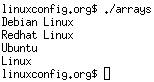 linuxconfig.org$ ./arrays
Debian Linux
Redhat Linux
Ubuntu
Linux
linuxconfig.org$